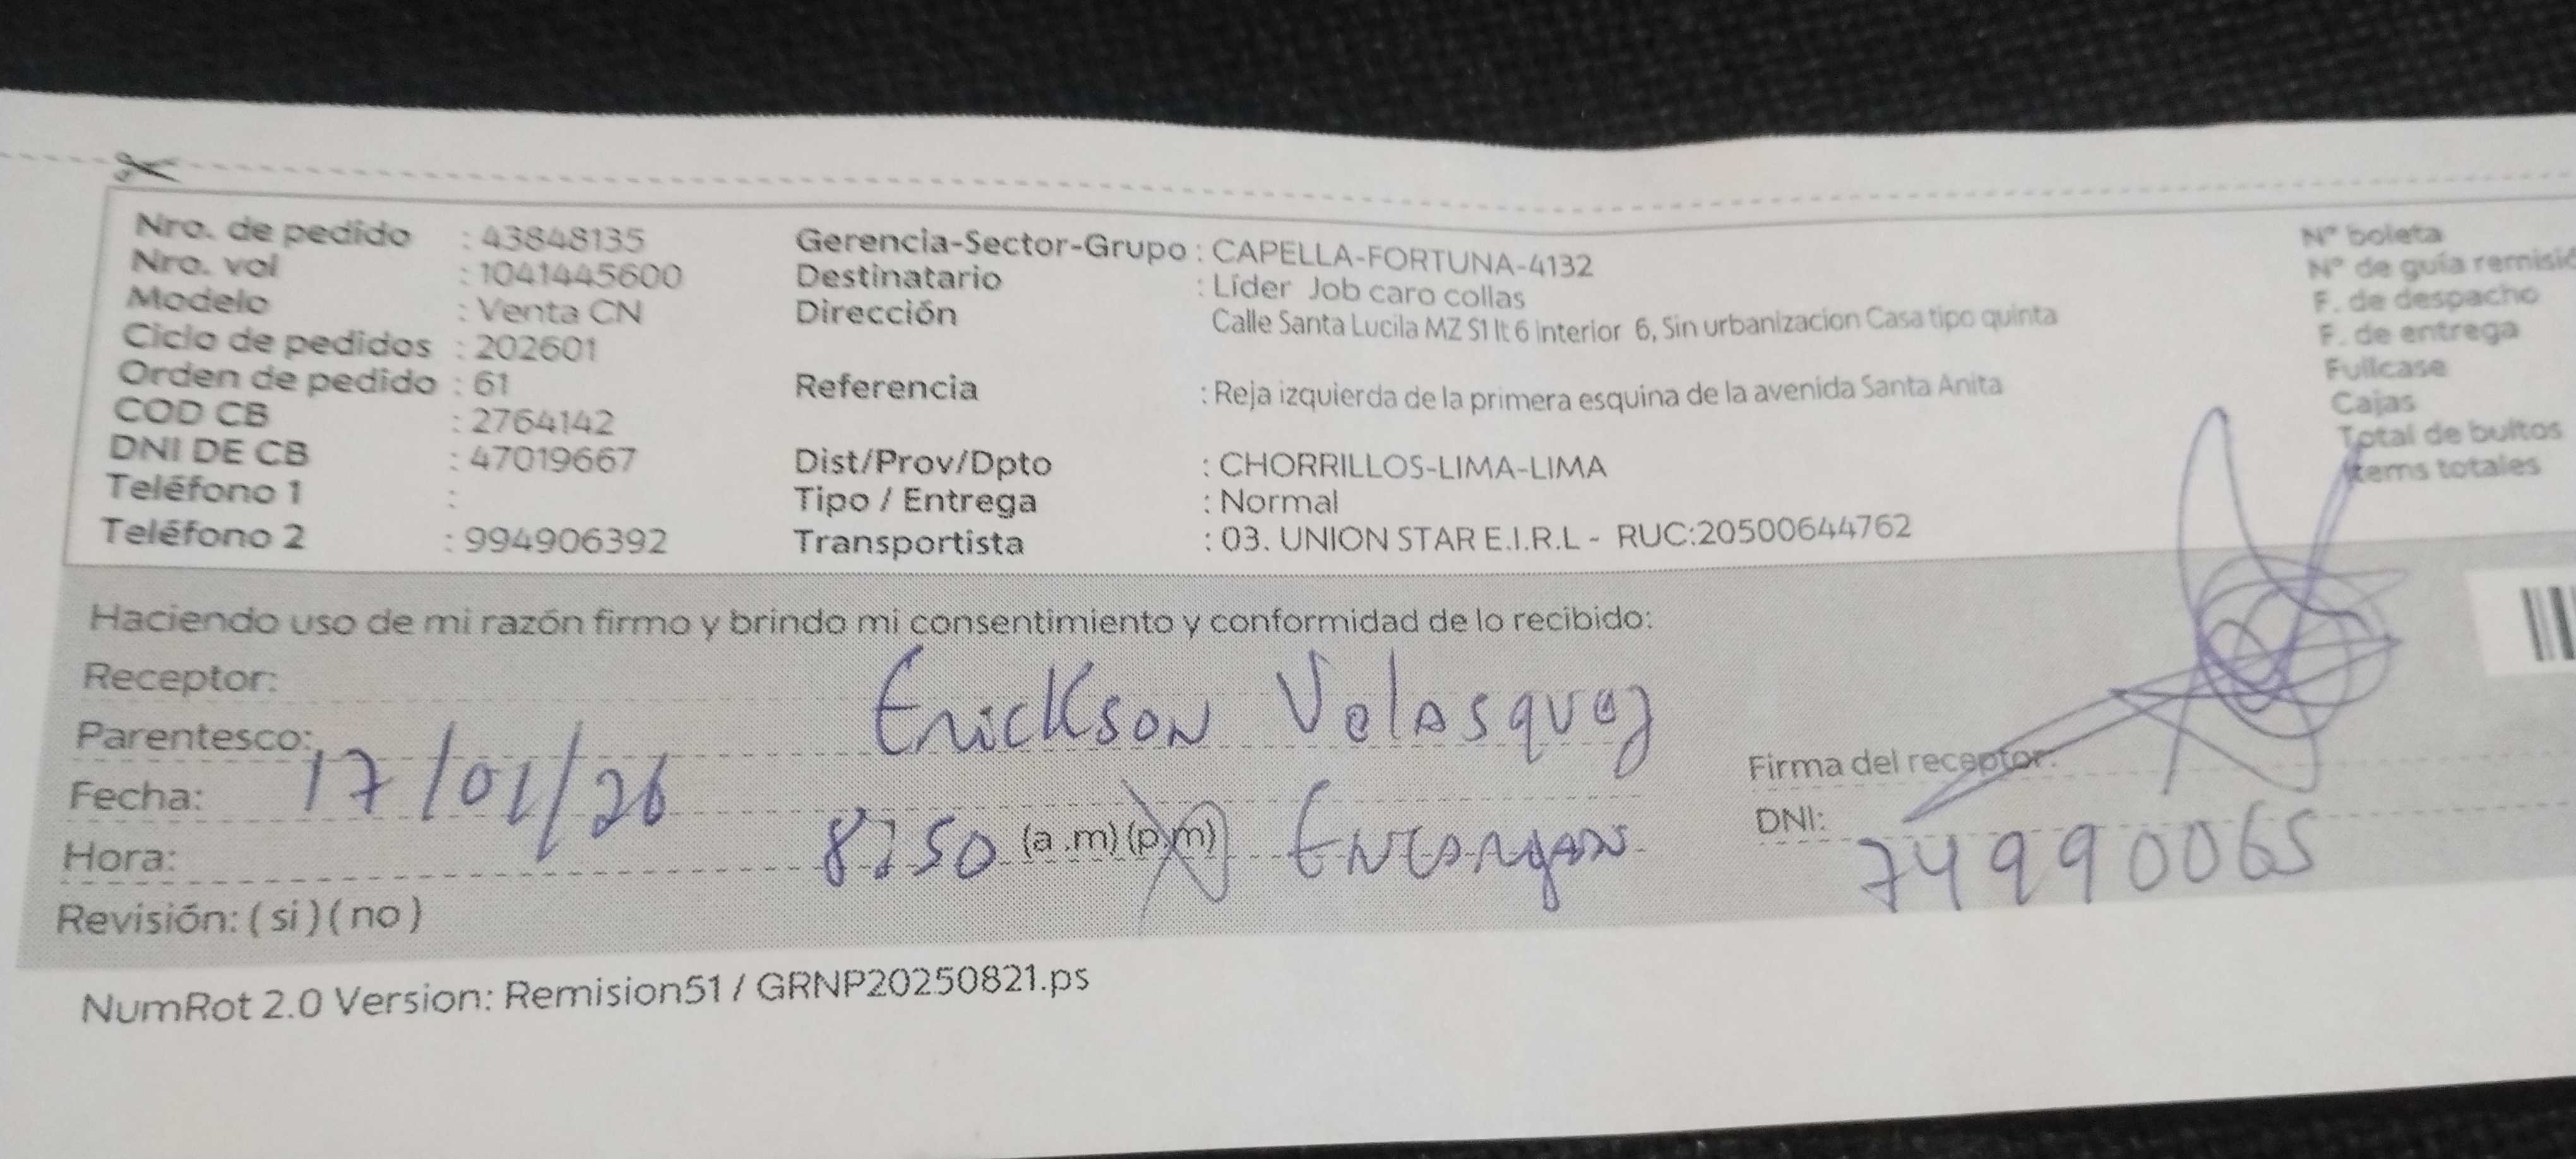 Nro. de pedido : 43848135
Nro. vol : 1041445600
Modelo : Venta CN
Ciclo de pedidos : 202601
Orden de pedido : 61
COD CB : 2764142
DNI DE CB : 47019667
Teléfono 1 :
Teléfono 2 : 994906392
Gerencia-Sector-Grupo : CAPELLA-FORTUNA-4132
Destinatario : Líder Job caro collas
Dirección Calle Santa Lucila MZ S1 lt 6 interior 6, Sin urbanizacion Casa tipo quinta
Referencia : Reja izquierda de la primera esquina de la avenida Santa Anita
Dist/Prov/Dpto : CHORRILLOS-LIMA-LIMA
Tipo / Entrega : Normal
Transportista : 03. UNION STAR E.I.R.L - RUC:20500644762
N° boleta
N° de guía remisió
F. de despacho
F. de entrega
Fullcase
Cajas
Total de bultos
Items totales
Haciendo uso de mi razón firmo y brindo mi consentimiento y conformidad de lo recibido:
Receptor: Erickson Velasquez
Parentesco:
Fecha: 17/01/26
Hora: 8:50 (a.m) (p.m)
Revisión: ( si ) ( no )
Firma del receptor:
DNI: 74990065
NumRot 2.0 Version: Remision51 / GRNP20250821.ps